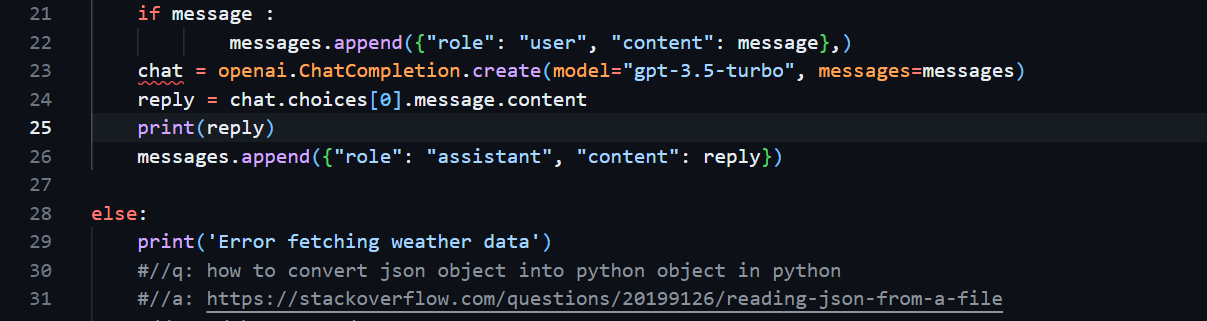 21 if message :
22 messages.append({"role": "user", "content": message},)
23 chat = openai.ChatCompletion.create(model="gpt-3.5-turbo", messages=messages)
24 reply = chat.choices[0].message.content
25 print(reply)
26 messages.append({"role": "assistant", "content": reply})
27
28 else:
29 print('Error fetching weather data')
30 #//q: how to convert json object into python object in python
31 #//a: https://stackoverflow.com/questions/20199126/reading-json-from-a-file